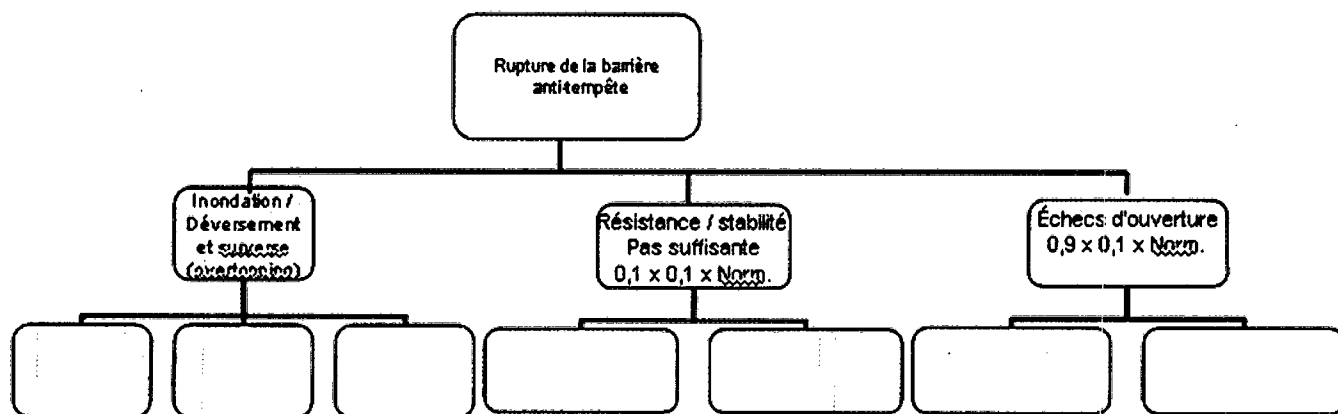 Rupture de la barrière
anti-tempête
Inondation /
Déversement
et surverse
(overtopping)
Résistance / stabilité
Pas suffisante
0,1 x 0,1 x Norm.
Échecs d'ouverture
0,9 x 0,1 x Norm.